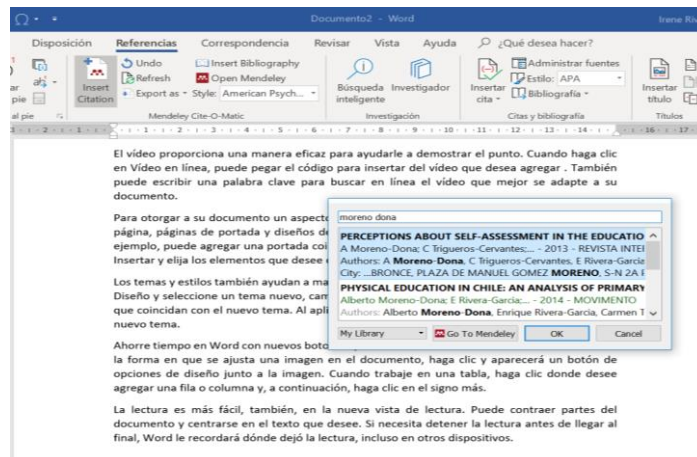 Documento2 - Word
Irene Riv
Disposición Referencias Correspondencia Revisar Vista Ayuda ¿Qué desea hacer?
Insert Citation
Undo
Refresh
Export as
Insert Bibliography
Open Mendeley
Style: American Psych...
Mendeley Cite-O-Matic
Búsqueda inteligente
Investigador
Investigación
Insertar cita
Administrar fuentes
Estilo: APA
Bibliografía
Citas y bibliografía
Insertar título
Títulos
ar
pie
al pie
El vídeo proporciona una manera eficaz para ayudarle a demostrar el punto. Cuando haga clic
en Vídeo en línea, puede pegar el código para insertar del vídeo que desea agregar . También
puede escribir una palabra clave para buscar en línea el vídeo que mejor se adapte a su
documento.
Para otorgar a su documento un aspecto
página, páginas de portada y diseños de
ejemplo, puede agregar una portada coi
Insertar y elija los elementos que desee
Los temas y estilos también ayudan a ma
Diseño y seleccione un tema nuevo, cam
que coincidan con el nuevo tema. Al apli
nuevo tema.
Ahorre tiempo en Word con nuevos boto
la forma en que se ajusta una imagen en el documento, haga clic y aparecerá un botón de
opciones de diseño junto a la imagen. Cuando trabaje en una tabla, haga clic donde desee
agregar una fila o columna y, a continuación, haga clic en el signo más.
La lectura es más fácil, también, en la nueva vista de lectura. Puede contraer partes del
documento y centrarse en el texto que desee. Si necesita detener la lectura antes de llegar al
final, Word le recordará dónde dejó la lectura, incluso en otros dispositivos.
moreno dona
PERCEPTIONS ABOUT SELF-ASSESSMENT IN THE EDUCATIO
A Moreno-Dona; C Trigueros-Cervantes;... - 2013 - REVISTA INTEI
Authors: A Moreno-Dona, C Trigueros-Cervantes, E Rivera-Garcia
City: ...BRONCE, PLAZA DE MANUEL GOMEZ MORENO, S-N 2A F
PHYSICAL EDUCATION IN CHILE: AN ANALYSIS OF PRIMARY
Alberto Moreno-Dona; E Rivera-Garcia;... - 2014 - MOVIMENTO
Authors: Alberto Moreno-Dona, Enrique Rivera-Garcia, Carmen T
My Library Go To Mendeley OK Cancel